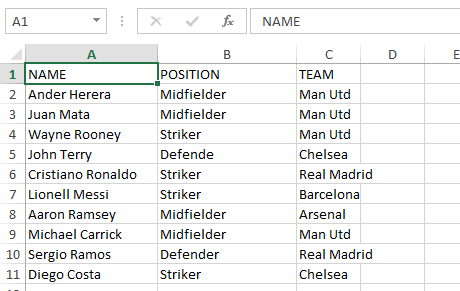 A1 fx NAME
A B C D E
1 NAME POSITION TEAM
2 Ander Herera Midfielder Man Utd
3 Juan Mata Midfielder Man Utd
4 Wayne Rooney Striker Man Utd
5 John Terry Defende Chelsea
6 Cristiano Ronaldo Striker Real Madrid
7 Lionell Messi Striker Barcelona
8 Aaron Ramsey Midfielder Arsenal
9 Michael Carrick Midfielder Man Utd
10 Sergio Ramos Defender Real Madrid
11 Diego Costa Striker Chelsea